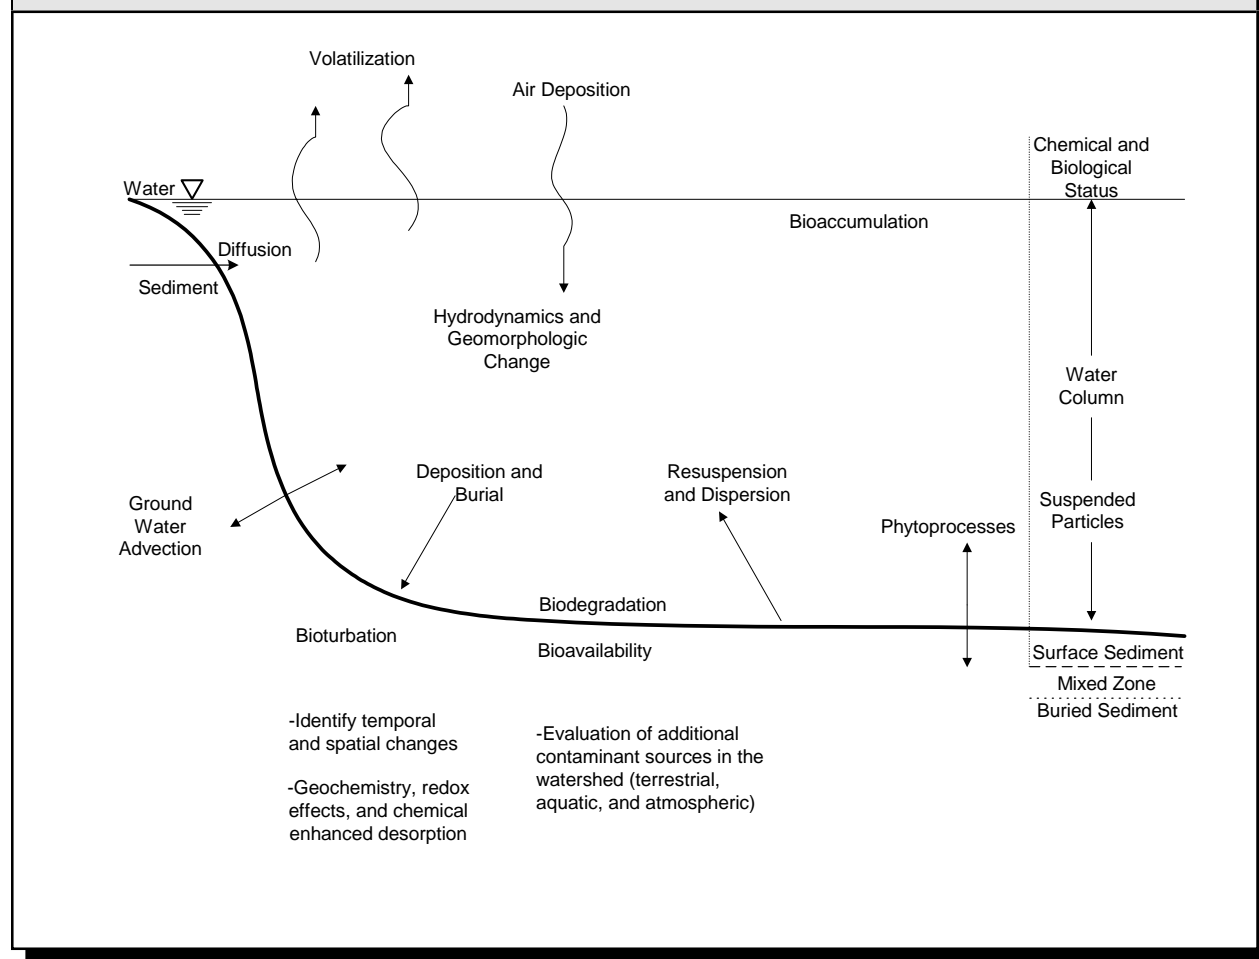 Volatilization
Air Deposition
Chemical and
Biological
Status
Water
Bioaccumulation
Diffusion
Sediment
Hydrodynamics and
Geomorphologic
Change
Water
Column
Deposition and
Burial
Resuspension
and Dispersion
Ground
Water
Advection
Suspended
Particles
Phytoprocesses
Biodegradation
Bioturbation
Bioavailability
Surface Sediment
Mixed Zone
Buried Sediment
-Identify temporal
and spatial changes
-Geochemistry, redox
effects, and chemical
enhanced desorption
-Evaluation of additional
contaminant sources in the
watershed (terrestrial,
aquatic, and atmospheric)